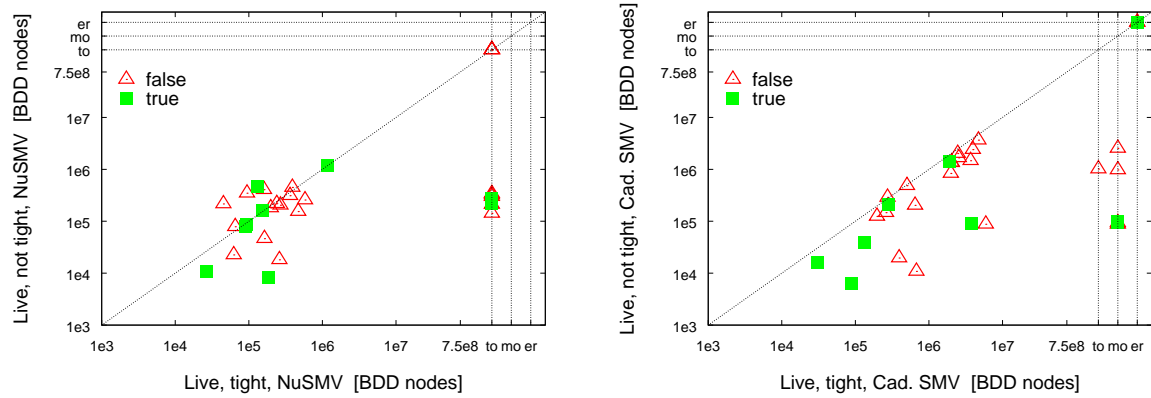 er
mo
to
7.5e8
1e7
1e6
1e5
1e4
1e3
Live, not tight, NuSMV [BDD nodes]
false
true
1e3 1e4 1e5 1e6 1e7 7.5e8 to mo er
Live, tight, NuSMV [BDD nodes]
er
mo
to
7.5e8
1e7
1e6
1e5
1e4
1e3
Live, not tight, Cad. SMV [BDD nodes]
false
true
1e3 1e4 1e5 1e6 1e7 7.5e8 to mo er
Live, tight, Cad. SMV [BDD nodes]